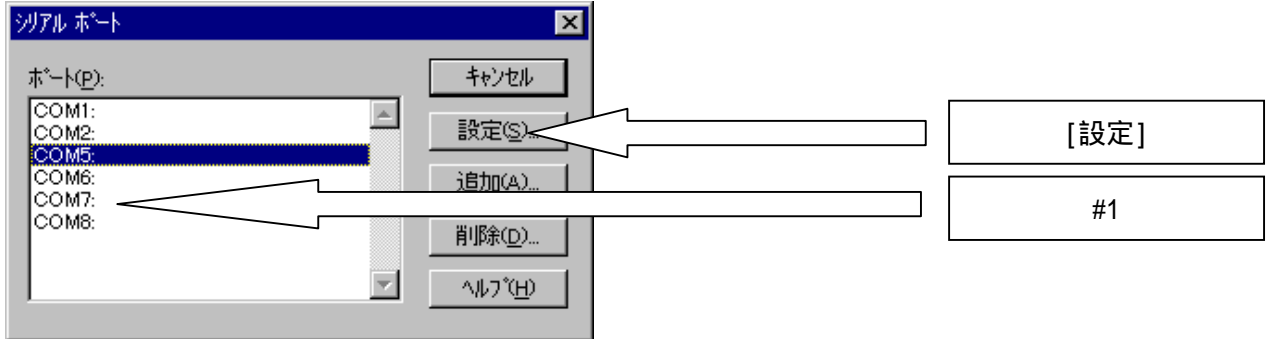 シリアル ポート
ポート(P):
COM1:
COM2:
COM5:
COM6:
COM7:
COM8:
キャンセル
設定(S)...
追加(A)...
削除(D)...
ヘルプ(H)
[設定]
#1